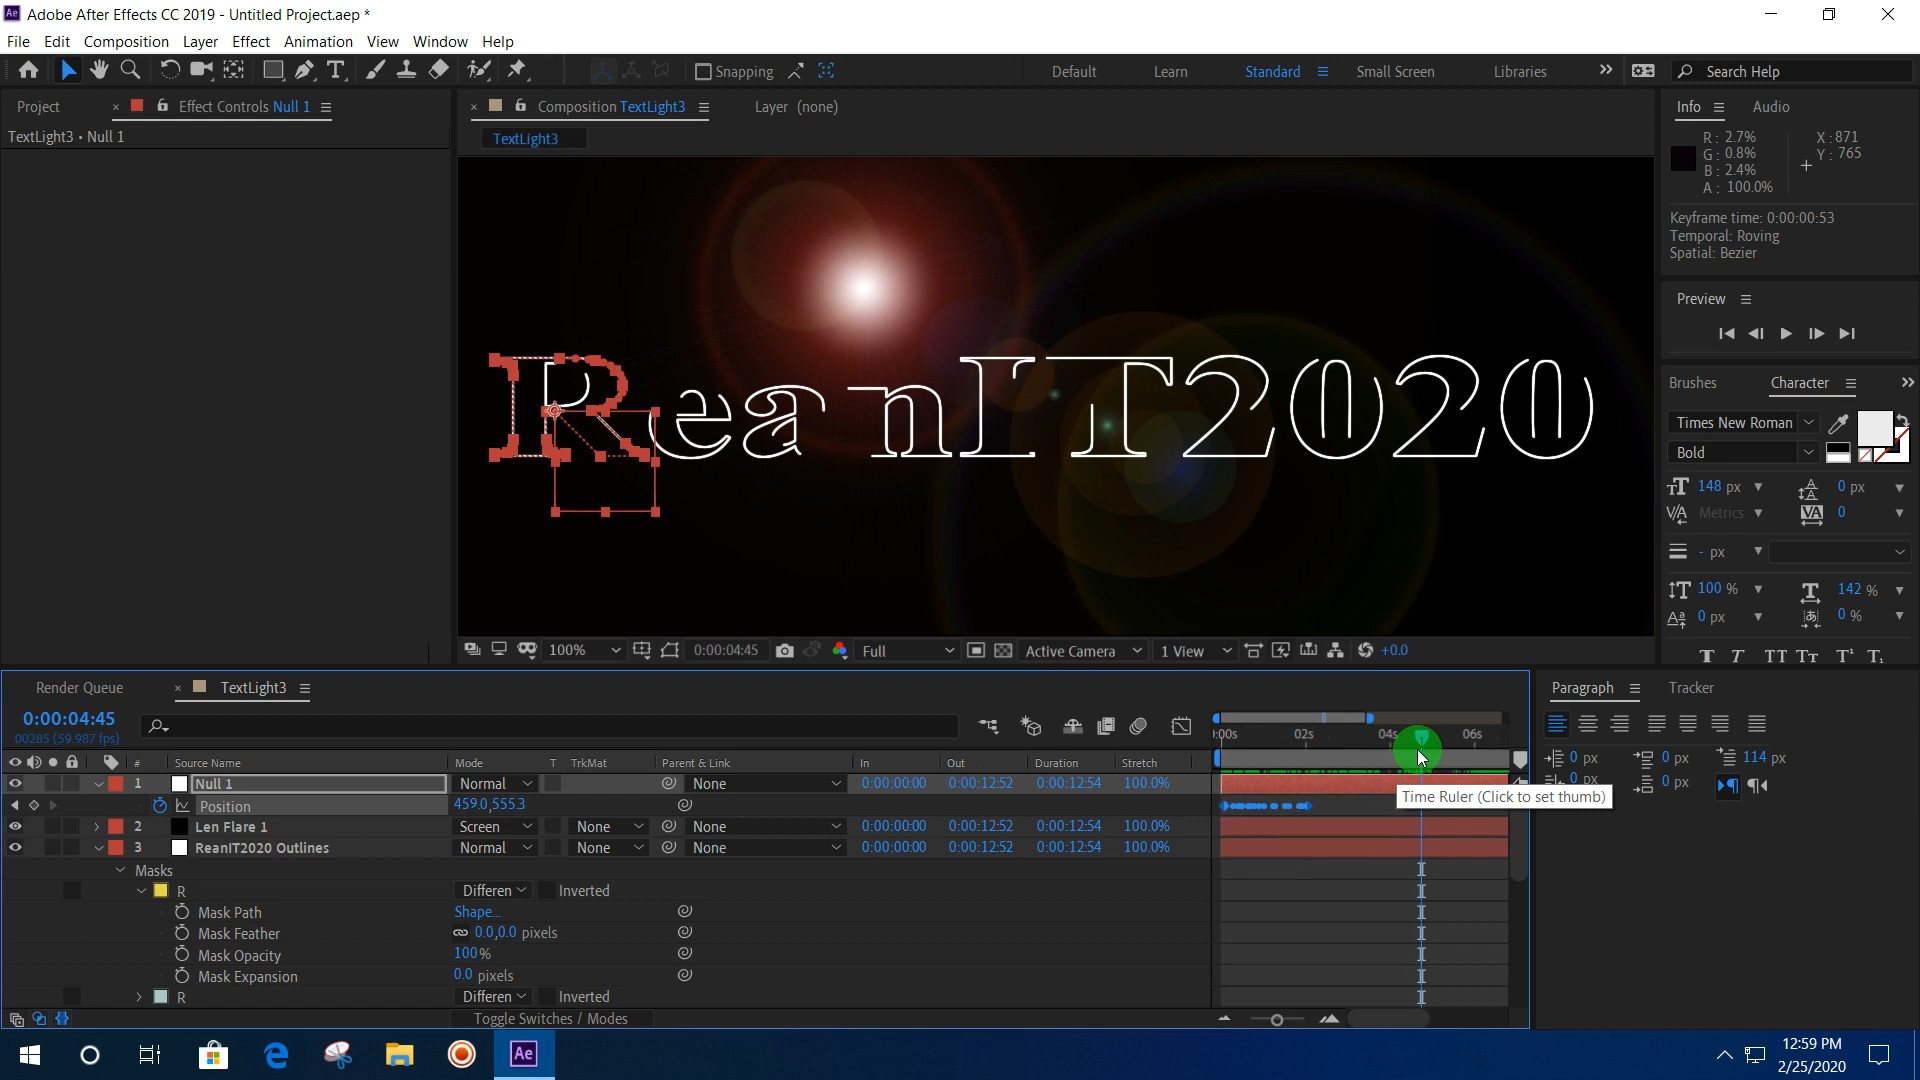 Ae Adobe After Effects CC 2019 - Untitled Project.aep *
File Edit Composition Layer Effect Animation View Window Help
Snapping Default Learn Standard Small Screen Libraries Search Help
Project × Effect Controls Null 1 × Composition TextLight3 Layer (none) Info Audio
TextLight3 • Null 1
TextLight3
R: 2.7% X: 871
G: 0.8% Y: 765
B: 2.4%
A: 100.0%
Keyframe time: 0:00:00:53
Temporal: Roving
Spatial: Bezier
Preview
ReanIT2020
Brushes Character
Times New Roman
Bold
148 px 0 px
Metrics 0
- px
100 % 142 %
0 px 0 %
100% 0:00:04:45 Full Active Camera 1 View +0.0
Render Queue × TextLight3 Paragraph Tracker
0:00:04:45
00285 (59.987 fps)
:00s 02s 04s 06s
0 px 0 px 114 px
0 px 0 px
# Source Name Mode T TrkMat Parent & Link In Out Duration Stretch
1 Null 1 Normal None 0:00:00:00 0:00:12:52 0:00:12:54 100.0%
Position 459.0,555.3
Time Ruler (Click to set thumb)
2 Len Flare 1 Screen None None 0:00:00:00 0:00:12:52 0:00:12:54 100.0%
3 ReanIT2020 Outlines Normal None None 0:00:00:00 0:00:12:52 0:00:12:54 100.0%
Masks
R Differen Inverted
Mask Path Shape...
Mask Feather 0.0,0.0 pixels
Mask Opacity 100%
Mask Expansion 0.0 pixels
R Differen Inverted
Toggle Switches / Modes
Ae
12:59 PM
2/25/2020